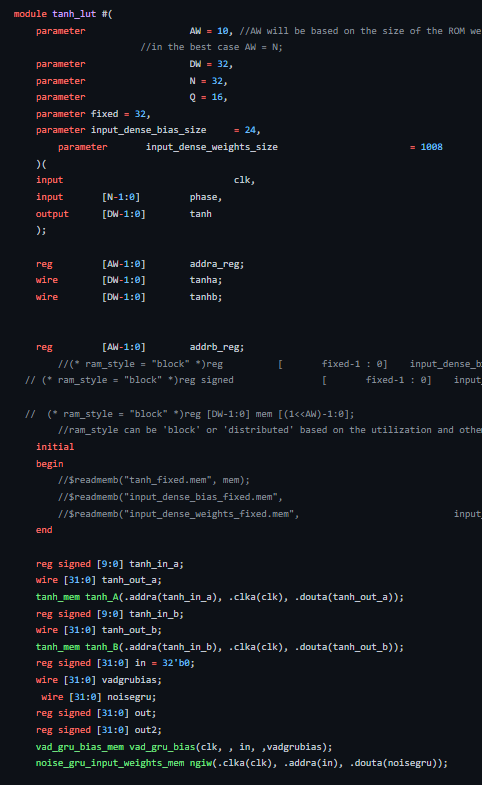 module tanh_lut #(
parameter AW = 10, //AW will be based on the size of the ROM we
//in the best case AW = N;
parameter DW = 32,
parameter N = 32,
parameter Q = 16,
parameter fixed = 32,
parameter input_dense_bias_size = 24,
parameter input_dense_weights_size = 1008
)(
input clk,
input [N-1:0] phase,
output [DW-1:0] tanh
);
reg [AW-1:0] addra_reg;
wire [DW-1:0] tanha;
wire [DW-1:0] tanhb;
reg [AW-1:0] addrb_reg;
//(* ram_style = "block" *)reg [ fixed-1 : 0] input_dense_b
// (* ram_style = "block" *)reg signed [ fixed-1 : 0] input
// (* ram_style = "block" *)reg [DW-1:0] mem [(1<<AW)-1:0];
//ram_style can be 'block' or 'distributed' based on the utilization and othe
initial
begin
//$readmemb("tanh_fixed.mem", mem);
//$readmemb("input_dense_bias_fixed.mem",
//$readmemb("input_dense_weights_fixed.mem", input_
end
reg signed [9:0] tanh_in_a;
wire [31:0] tanh_out_a;
tanh_mem tanh_A(.addra(tanh_in_a), .clka(clk), .douta(tanh_out_a));
reg signed [9:0] tanh_in_b;
wire [31:0] tanh_out_b;
tanh_mem tanh_B(.addra(tanh_in_b), .clka(clk), .douta(tanh_out_b));
reg signed [31:0] in = 32'b0;
wire [31:0] vadgrubias;
wire [31:0] noisegru;
reg signed [31:0] out;
reg signed [31:0] out2;
vad_gru_bias_mem vad_gru_bias(clk, , in, ,vadgrubias);
noise_gru_input_weights_mem ngiw(.clka(clk), .addra(in), .douta(noisegru));